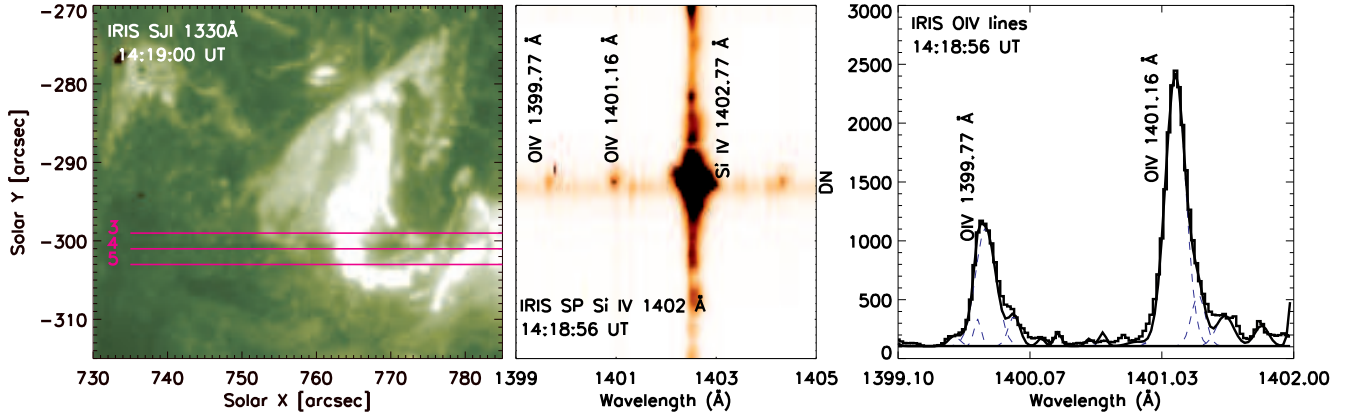 IRIS SJI 1330Å
14:19:00 UT
3
4
5
-270
-280
-290
-300
-310
Solar Y [arcsec]
730 740 750 760 770 780
Solar X [arcsec]
OIV 1399.77 Å
OIV 1401.16 Å
Si IV 1402.77 Å
IRIS SP Si IV 1402 Å
14:18:56 UT
1399 1401 1403 1405
Wavelength (Å)
IRIS OIV lines
14:18:56 UT
OIV 1399.77 Å
OIV 1401.16 Å
3000
2500
2000
1500
1000
500
0
DN
1399.10 1400.07 1401.03 1402.00
Wavelength (Å)